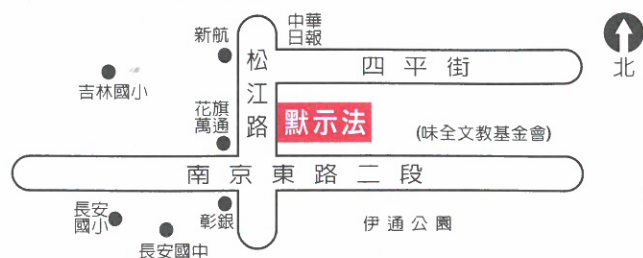 中華
日報
新航
松江路
四平街
北
吉林國小
花旗
萬通
默示法
(味全文教基金會)
南京東路二段
長安
國小
彰銀
伊通公園
長安國中